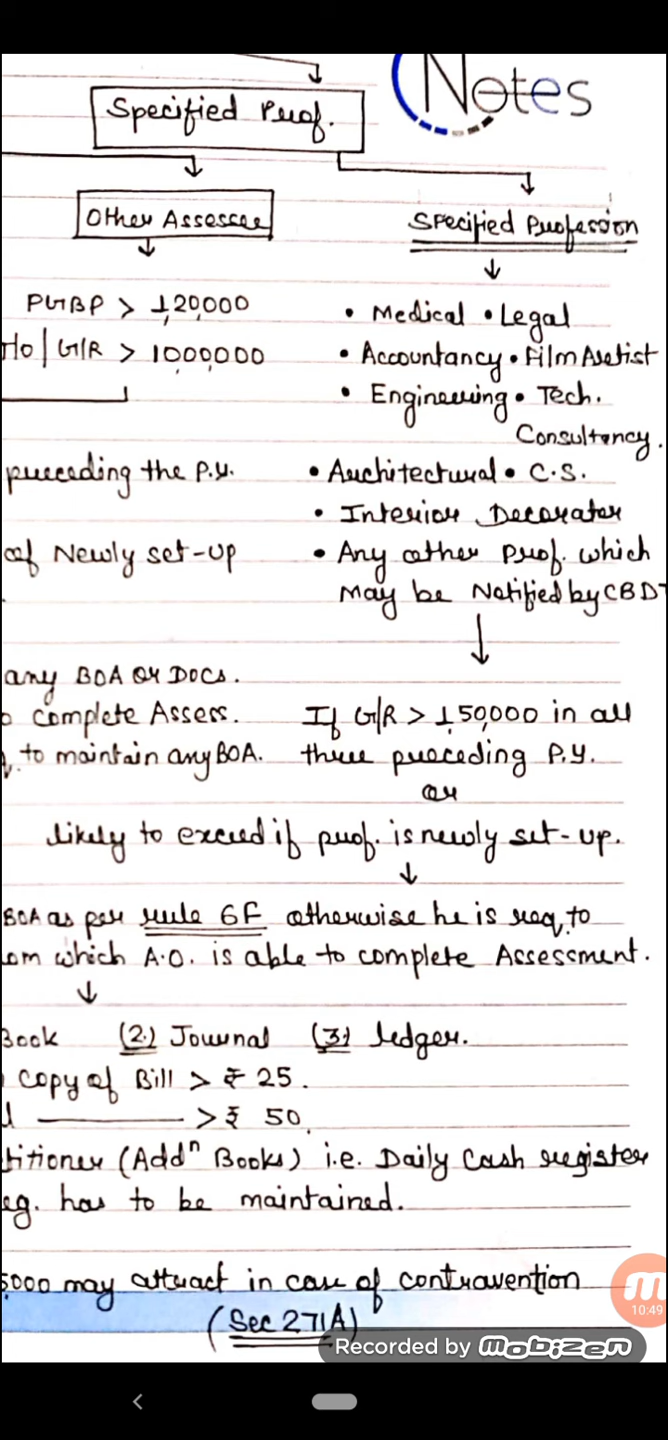 Notes
Specified Prof.
Other Assessee
Specified Profession
PGBP > 1,20,000
• Medical • Legal
T/o | G/R > 10,00,000
• Accountancy • Film Artist
• Engineering • Tech.
Consultancy.
preceding the P.Y.
• Architectural • C.S.
• Interior Decorator
of Newly set-up
• Any other prof. which
may be Notified by CBDT
any BOA or DOCS.
o complete Assess.
If G/R > 1,50,000 in all
q. to maintain any BOA.
three preceding P.Y.
or
likely to exceed if prof. is newly set-up.
BOA as per rule 6F otherwise he is req. to
om which A.O. is able to complete Assessment.
Book (2.) Journal (3.) ledger.
copy of Bill > ₹ 25.
d ——— > ₹ 50.
titioner (Addⁿ Books) i.e. Daily Cash register
eg. has to be maintained.
5,000 may attract in case of contravention
(Sec 271A)
10:49
Recorded by MOBIZEN